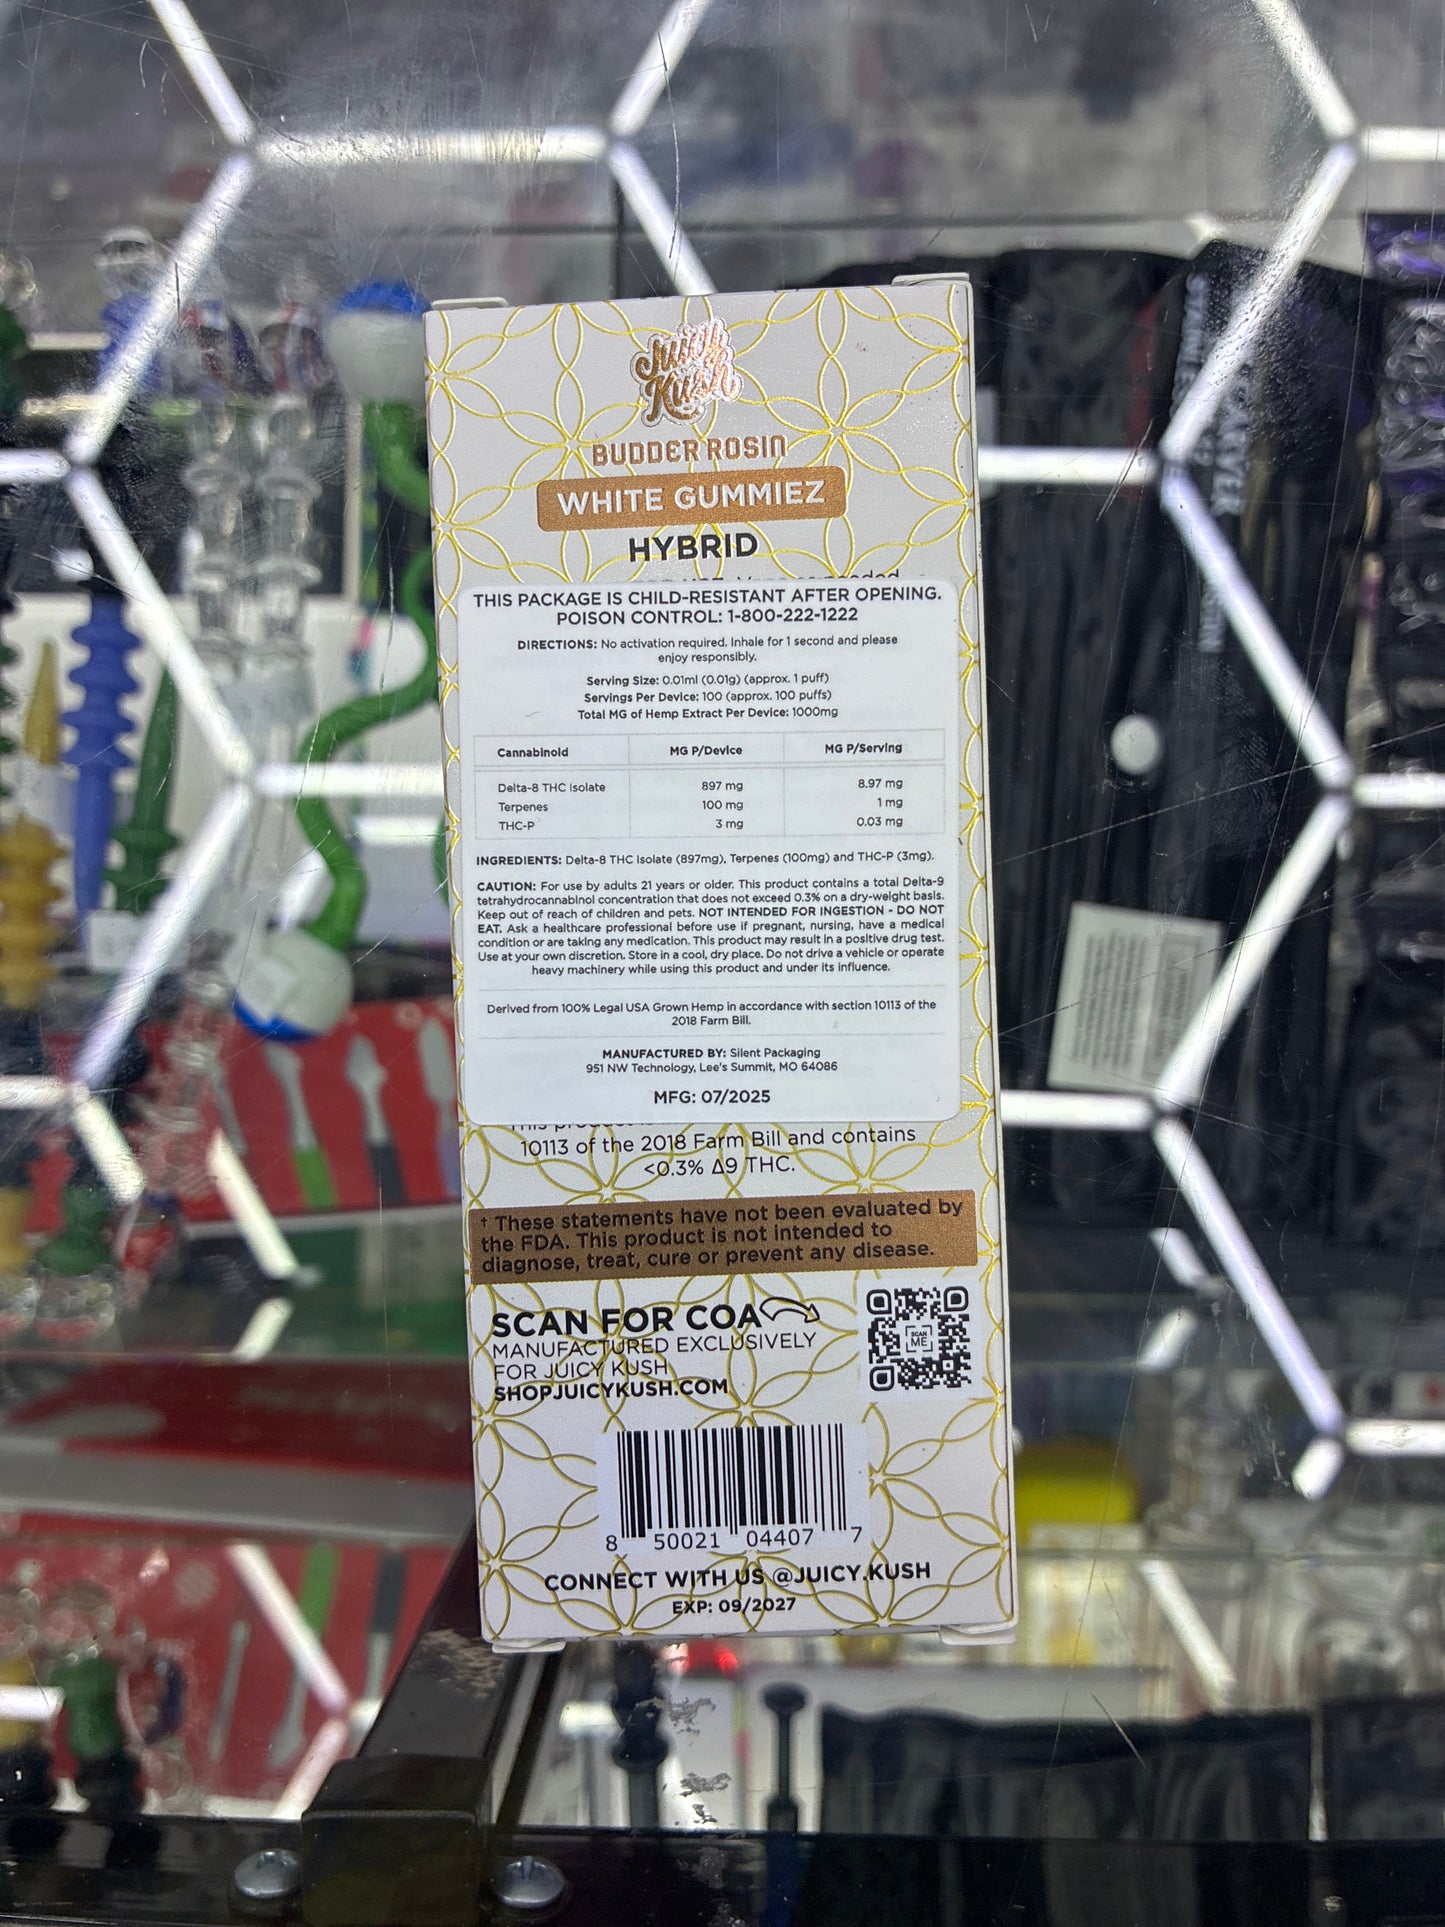 Juicy
Kush
BUDDER ROSIN
WHITE GUMMIEZ
HYBRID
needed
THIS PACKAGE IS CHILD-RESISTANT AFTER OPENING.
POISON CONTROL: 1-800-222-1222
DIRECTIONS: No activation required. Inhale for 1 second and please
enjoy responsibly.
Serving Size: 0.01ml (0.01g) (approx. 1 puff)
Servings Per Device: 100 (approx. 100 puffs)
Total MG of Hemp Extract Per Device: 1000mg
Cannabinoid MG P/Device MG P/Serving
Delta-8 THC Isolate 897 mg 8.97 mg
Terpenes 100 mg 1 mg
THC-P 3 mg 0.03 mg
INGREDIENTS: Delta-8 THC Isolate (897mg), Terpenes (100mg) and THC-P (3mg).
CAUTION: For use by adults 21 years or older. This product contains a total Delta-9
tetrahydrocannabinol concentration that does not exceed 0.3% on a dry-weight basis.
Keep out of reach of children and pets. NOT INTENDED FOR INGESTION - DO NOT
EAT. Ask a healthcare professional before use if pregnant, nursing, have a medical
condition or are taking any medication. This product may result in a positive drug test.
Use at your own discretion. Store in a cool, dry place. Do not drive a vehicle or operate
heavy machinery while using this product and under its influence.
Derived from 100% Legal USA Grown Hemp in accordance with section 10113 of the
2018 Farm Bill.
MANUFACTURED BY: Silent Packaging
951 NW Technology, Lee's Summit, MO 64086
MFG: 07/2025
This
10113 of the 2018 Farm Bill and contains
<0.3% Δ9 THC.
† These statements have not been evaluated by
the FDA. This product is not intended to
diagnose, treat, cure or prevent any disease.
SCAN FOR COA
MANUFACTURED EXCLUSIVELY
FOR JUICY KUSH
SHOPJUICYKUSH.COM
SCAN
ME
8 50021 04407 7
CONNECT WITH US @JUICY.KUSH
EXP: 09/2027